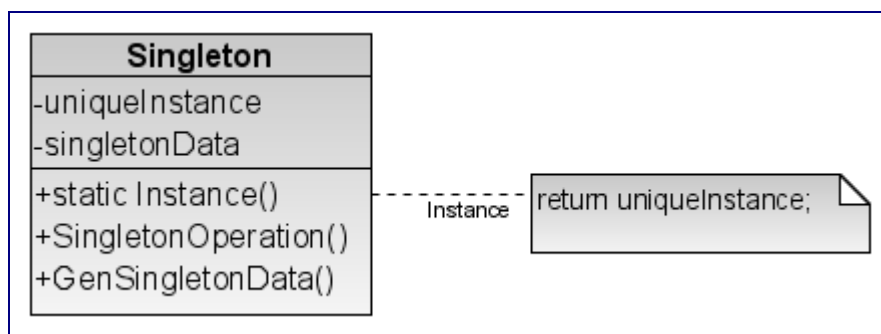 Singleton
-uniqueInstance
-singletonData
+static Instance()
+SingletonOperation()
+GenSingletonData()
Instance
return uniqueInstance;